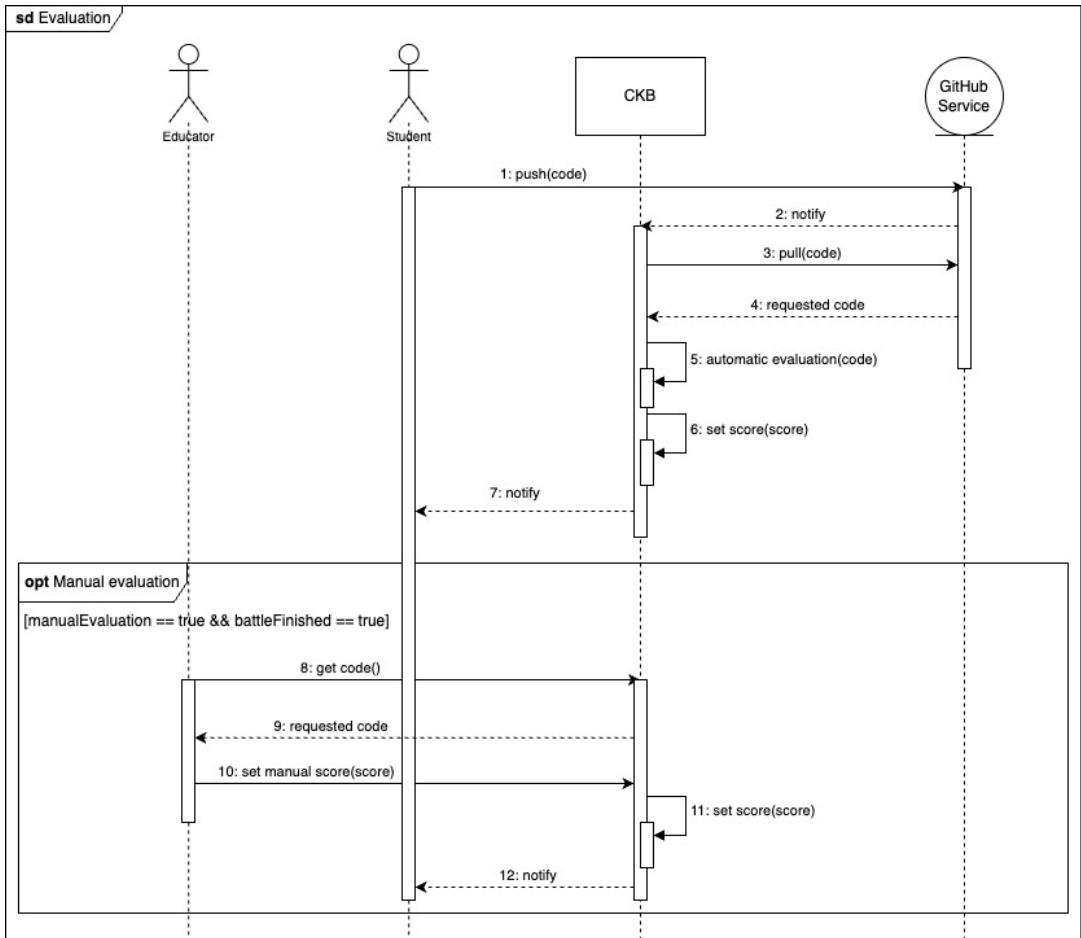 sd Evaluation
Educator
Student
CKB
GitHub
Service
1: push(code)
2: notify
3: pull(code)
4: requested code
5: automatic evaluation(code)
6: set score(score)
7: notify
opt Manual evaluation
[manualEvaluation == true && battleFinished == true]
8: get code()
9: requested code
10: set manual score(score)
11: set score(score)
12: notify